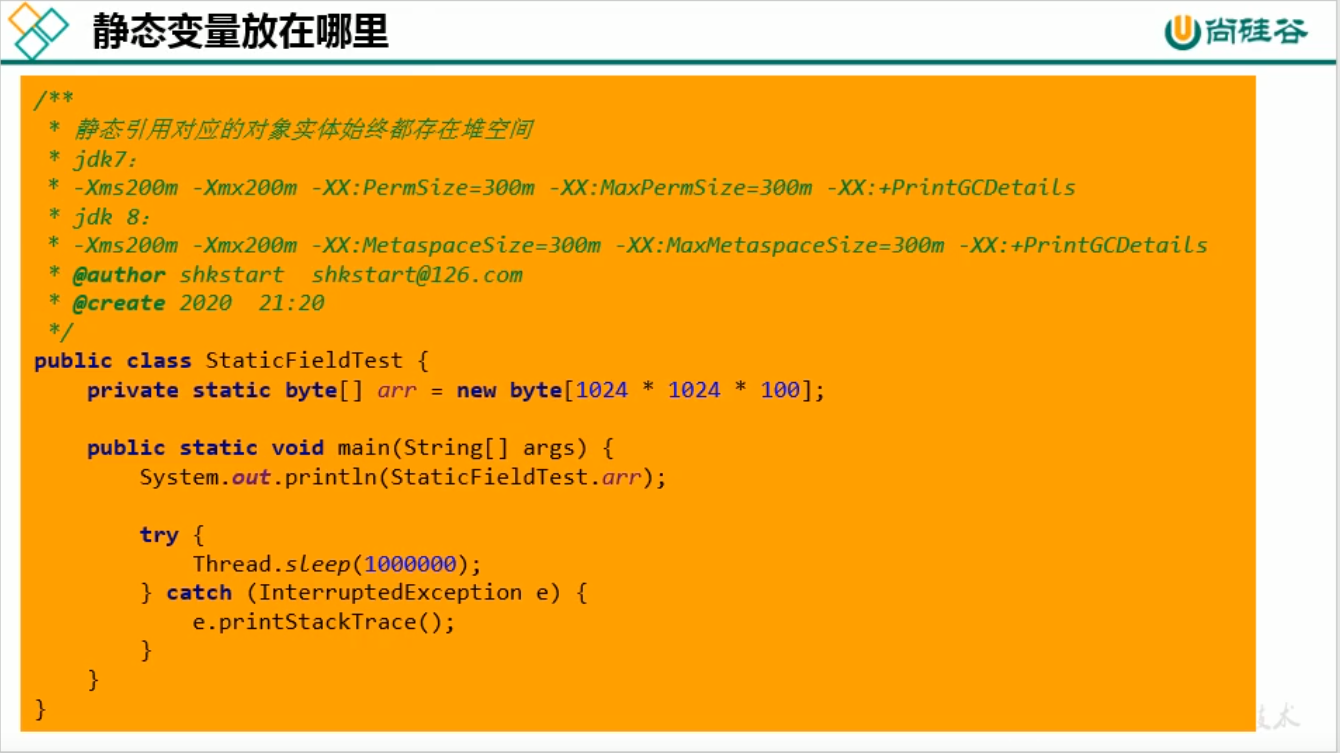 静态变量放在哪里
尚硅谷
/**
 * 静态引用对应的对象实体始终都存在堆空间
 * jdk7:
 * -Xms200m -Xmx200m -XX:PermSize=300m -XX:MaxPermSize=300m -XX:+PrintGCDetails
 * jdk 8:
 * -Xms200m -Xmx200m -XX:MetaspaceSize=300m -XX:MaxMetaspaceSize=300m -XX:+PrintGCDetails
 * @author shkstart  shkstart@126.com
 * @create 2020  21:20
 */
public class StaticFieldTest {
    private static byte[] arr = new byte[1024 * 1024 * 100];
    public static void main(String[] args) {
        System.out.println(StaticFieldTest.arr);
        try {
            Thread.sleep(1000000);
        } catch (InterruptedException e) {
            e.printStackTrace();
        }
    }
}
技术